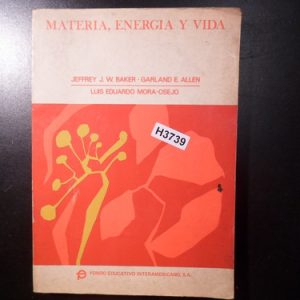 MATERIA, ENERGIA Y VIDA
JEFFREY J. W. BAKER · GARLAND E. ALLEN
LUIS EDUARDO MORA-OSEJO
H3739
FONDO EDUCATIVO INTERAMERICANO, S.A.